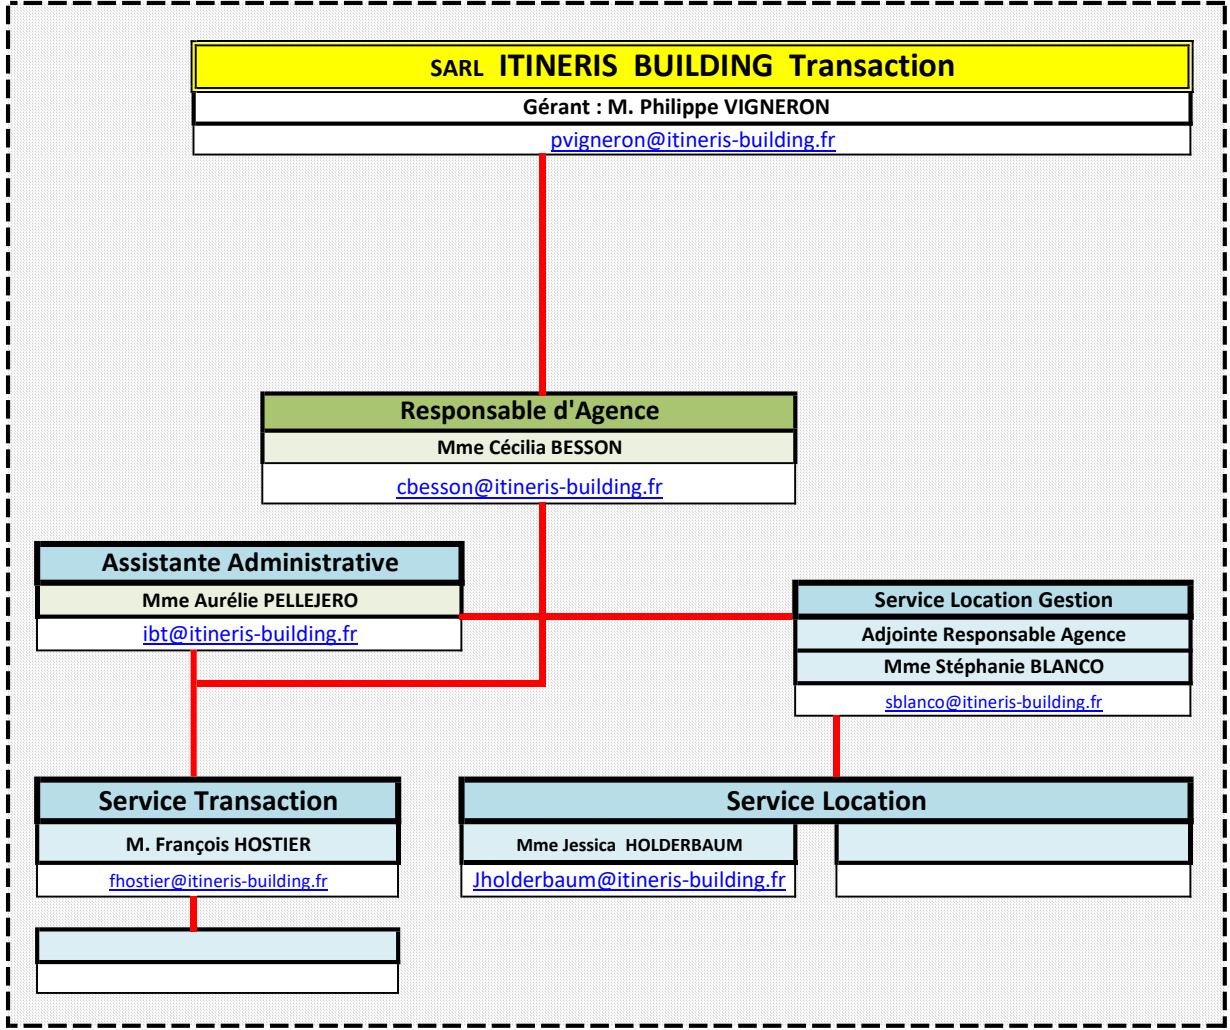 SARL ITINERIS BUILDING Transaction
Gérant : M. Philippe VIGNERON
pvigneron@itineris-building.fr
Responsable d'Agence
Mme Cécilia BESSON
cbesson@itineris-building.fr
Assistante Administrative
Mme Aurélie PELLEJERO
ibt@itineris-building.fr
Service Location Gestion
Adjointe Responsable Agence
Mme Stéphanie BLANCO
sblanco@itineris-building.fr
Service Transaction
M. François HOSTIER
fhostier@itineris-building.fr
Service Location
Mme Jessica HOLDERBAUM
Jholderbaum@itineris-building.fr